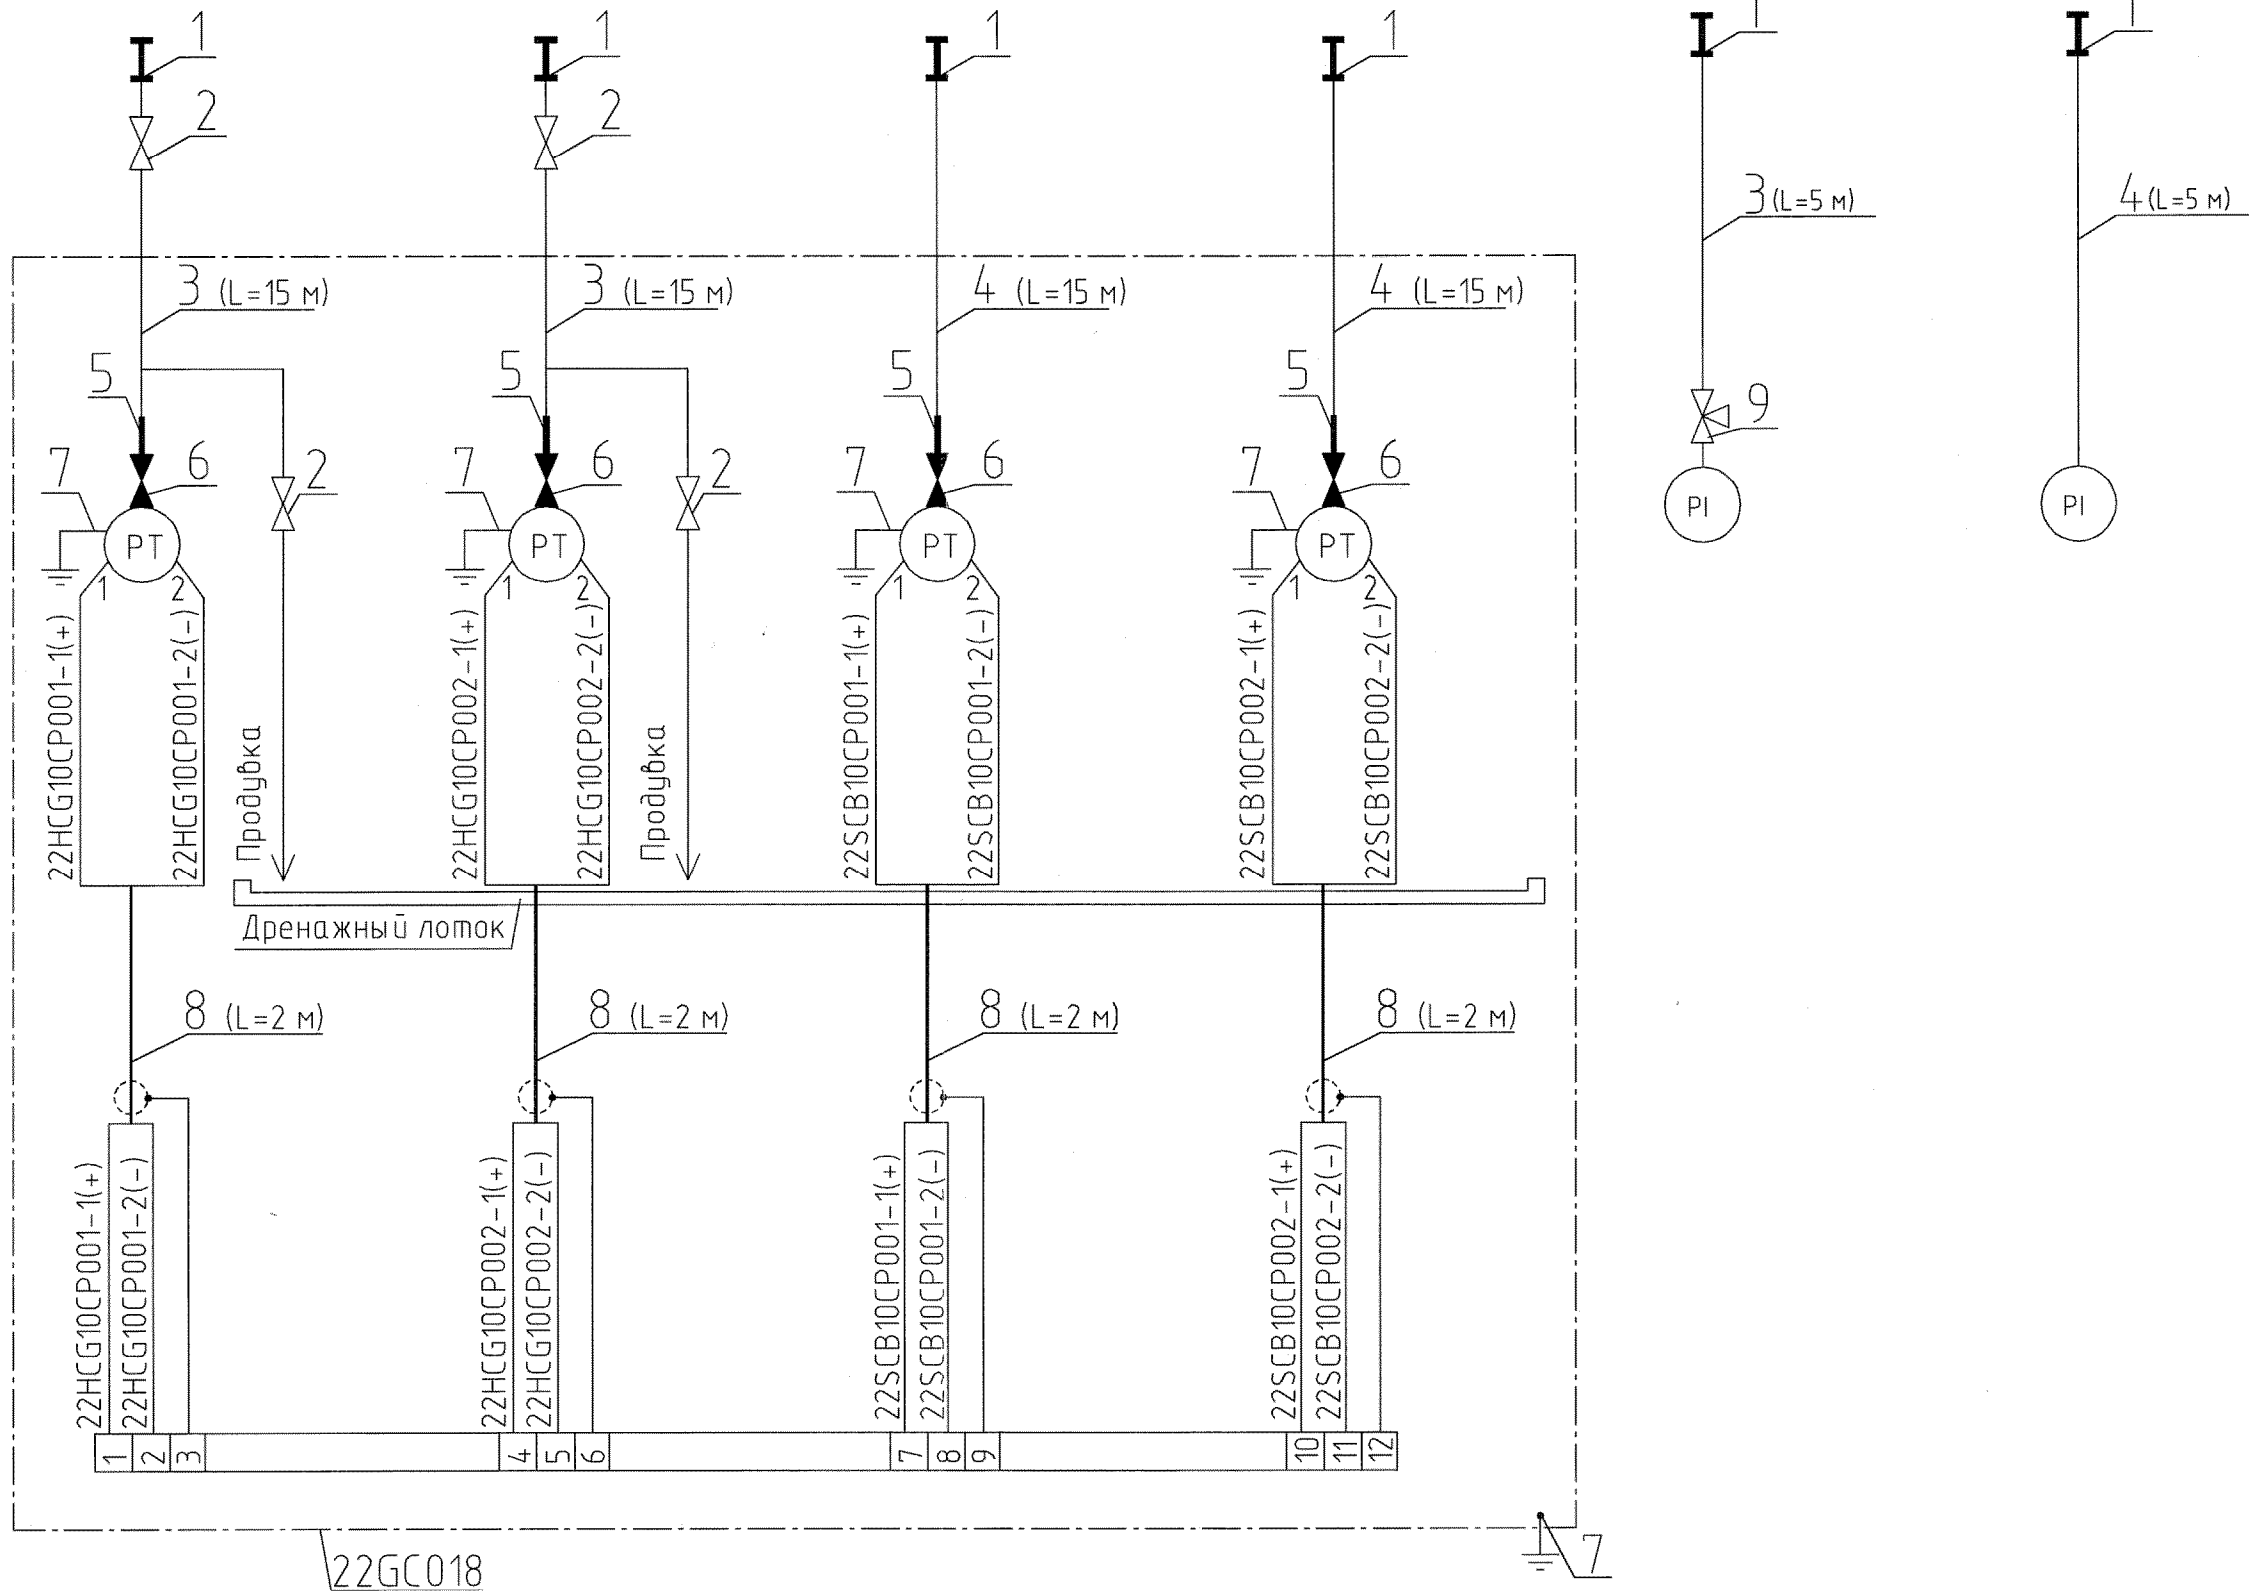 1 1 1 1 1 1
2 2
3 (L=5 м) 4 (L=5 м)
3 (L=15 м) 3 (L=15 м) 4 (L=15 м) 4 (L=15 м)
5 5 5 5 9
7 6 2 7 6 2 7 6 7 6
PT PT PT PT PI PI
1 2 1 2 1 2 1 2
22HCG10CP001-1(+)
22HCG10CP001-2(-)
Продувка
22HCG10CP002-1(+)
22HCG10CP002-2(-)
Продувка
22SCB10CP001-1(+)
22SCB10CP001-2(-)
22SCB10CP002-1(+)
22SCB10CP002-2(-)
Дренажный лоток
8 (L=2 м) 8 (L=2 м) 8 (L=2 м) 8 (L=2 м)
22HCG10CP001-1(+)
22HCG10CP001-2(-)
22HCG10CP002-1(+)
22HCG10CP002-2(-)
22SCB10CP001-1(+)
22SCB10CP001-2(-)
22SCB10CP002-1(+)
22SCB10CP002-2(-)
1 2 3 4 5 6 7 8 9 10 11 12
22GC018
7